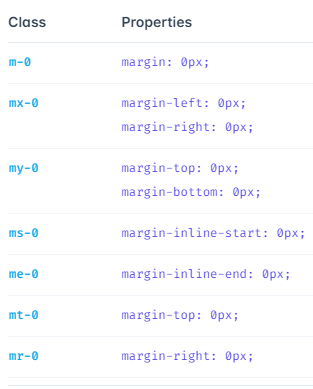 Class Properties
m-0 margin: 0px;
mx-0 margin-left: 0px;
margin-right: 0px;
my-0 margin-top: 0px;
margin-bottom: 0px;
ms-0 margin-inline-start: 0px;
me-0 margin-inline-end: 0px;
mt-0 margin-top: 0px;
mr-0 margin-right: 0px;